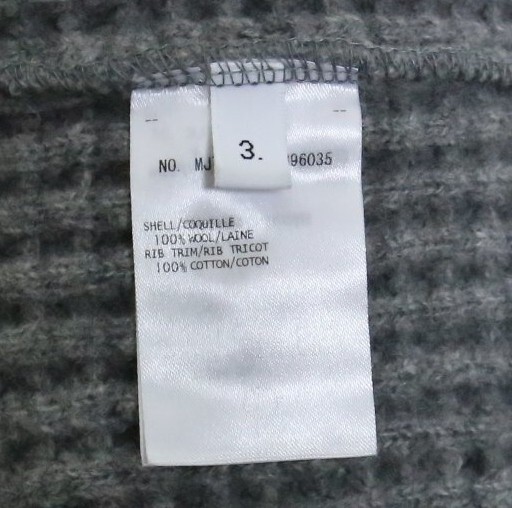 3.
NO. MJ 96035
SHELL/COQUILLE
100% WOOL/LAINE
RIB TRIM/RIB TRICOT
100% COTTON/COTON